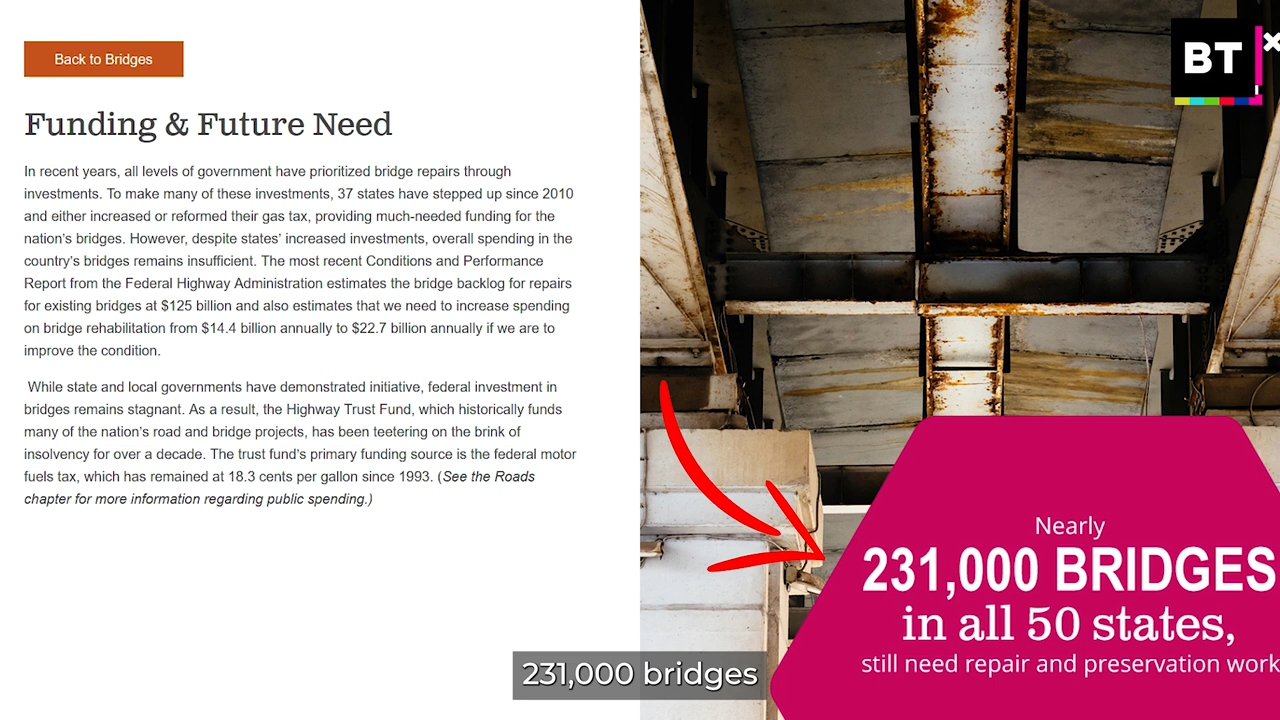 Back to Bridges
Funding & Future Need
In recent years, all levels of government have prioritized bridge repairs through
investments. To make many of these investments, 37 states have stepped up since 2010
and either increased or reformed their gas tax, providing much-needed funding for the
nation’s bridges. However, despite states’ increased investments, overall spending in the
country’s bridges remains insufficient. The most recent Conditions and Performance
Report from the Federal Highway Administration estimates the bridge backlog for repairs
for existing bridges at $125 billion and also estimates that we need to increase spending
on bridge rehabilitation from $14.4 billion annually to $22.7 billion annually if we are to
improve the condition.
While state and local governments have demonstrated initiative, federal investment in
bridges remains stagnant. As a result, the Highway Trust Fund, which historically funds
many of the nation’s road and bridge projects, has been teetering on the brink of
insolvency for over a decade. The trust fund’s primary funding source is the federal motor
fuels tax, which has remained at 18.3 cents per gallon since 1993. (See the Roads
chapter for more information regarding public spending.)
BT
Nearly
231,000 BRIDGES
in all 50 states,
still need repair and preservation work
231,000 bridges